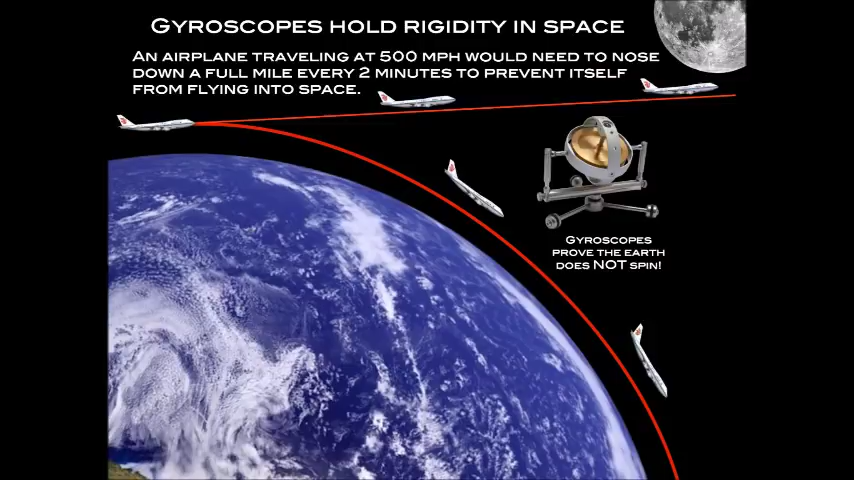 Gyroscopes hold rigidity in space
An airplane traveling at 500 mph would need to nose
down a full mile every 2 minutes to prevent itself
from flying into space.
Gyroscopes
prove the earth
does NOT spin!